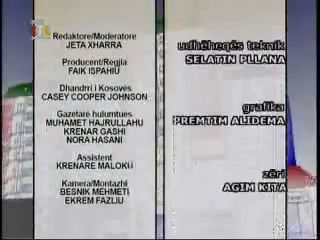 Redaktore/Moderatore
JETA XHARRA
Producent/Regjia
FAIK ISPAHIU
Dhandrri i Kosovës
CASEY COOPER JOHNSON
Gazetarë hulumtues
MUHAMET HAJRULLAHU
KRENAR GASHI
NORA HASANI
Assistent
KRENARE MALOKU
Kamera/Montazhi
BESNIK MEHMETI
EKREM FAZLIU
udhëheqës teknik
SELATIN PLLANA
grafika
PREMTIM ALIDEMA
zëri
AGIM KITA